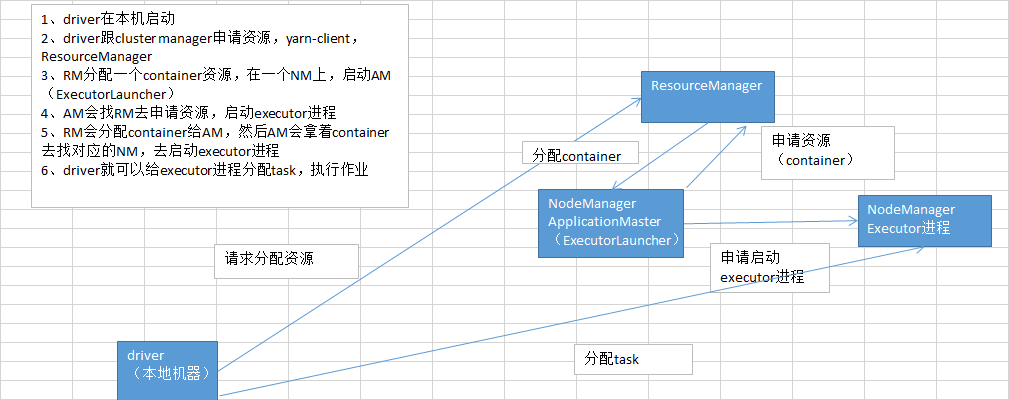 1、driver在本机启动
2、driver跟cluster manager申请资源，yarn-client，
ResourceManager
3、RM分配一个container资源，在一个NM上，启动AM
（ExecutorLauncher）
4、AM会找RM去申请资源，启动executor进程
5、RM会分配container给AM，然后AM会拿着container
去找对应的NM，去启动executor进程
6、driver就可以给executor进程分配task，执行作业
ResourceManager
分配container
申请资源
（container）
NodeManager
ApplicationMaster
（ExecutorLauncher）
NodeManager
Executor进程
请求分配资源
申请启动
executor进程
driver
（本地机器）
分配task